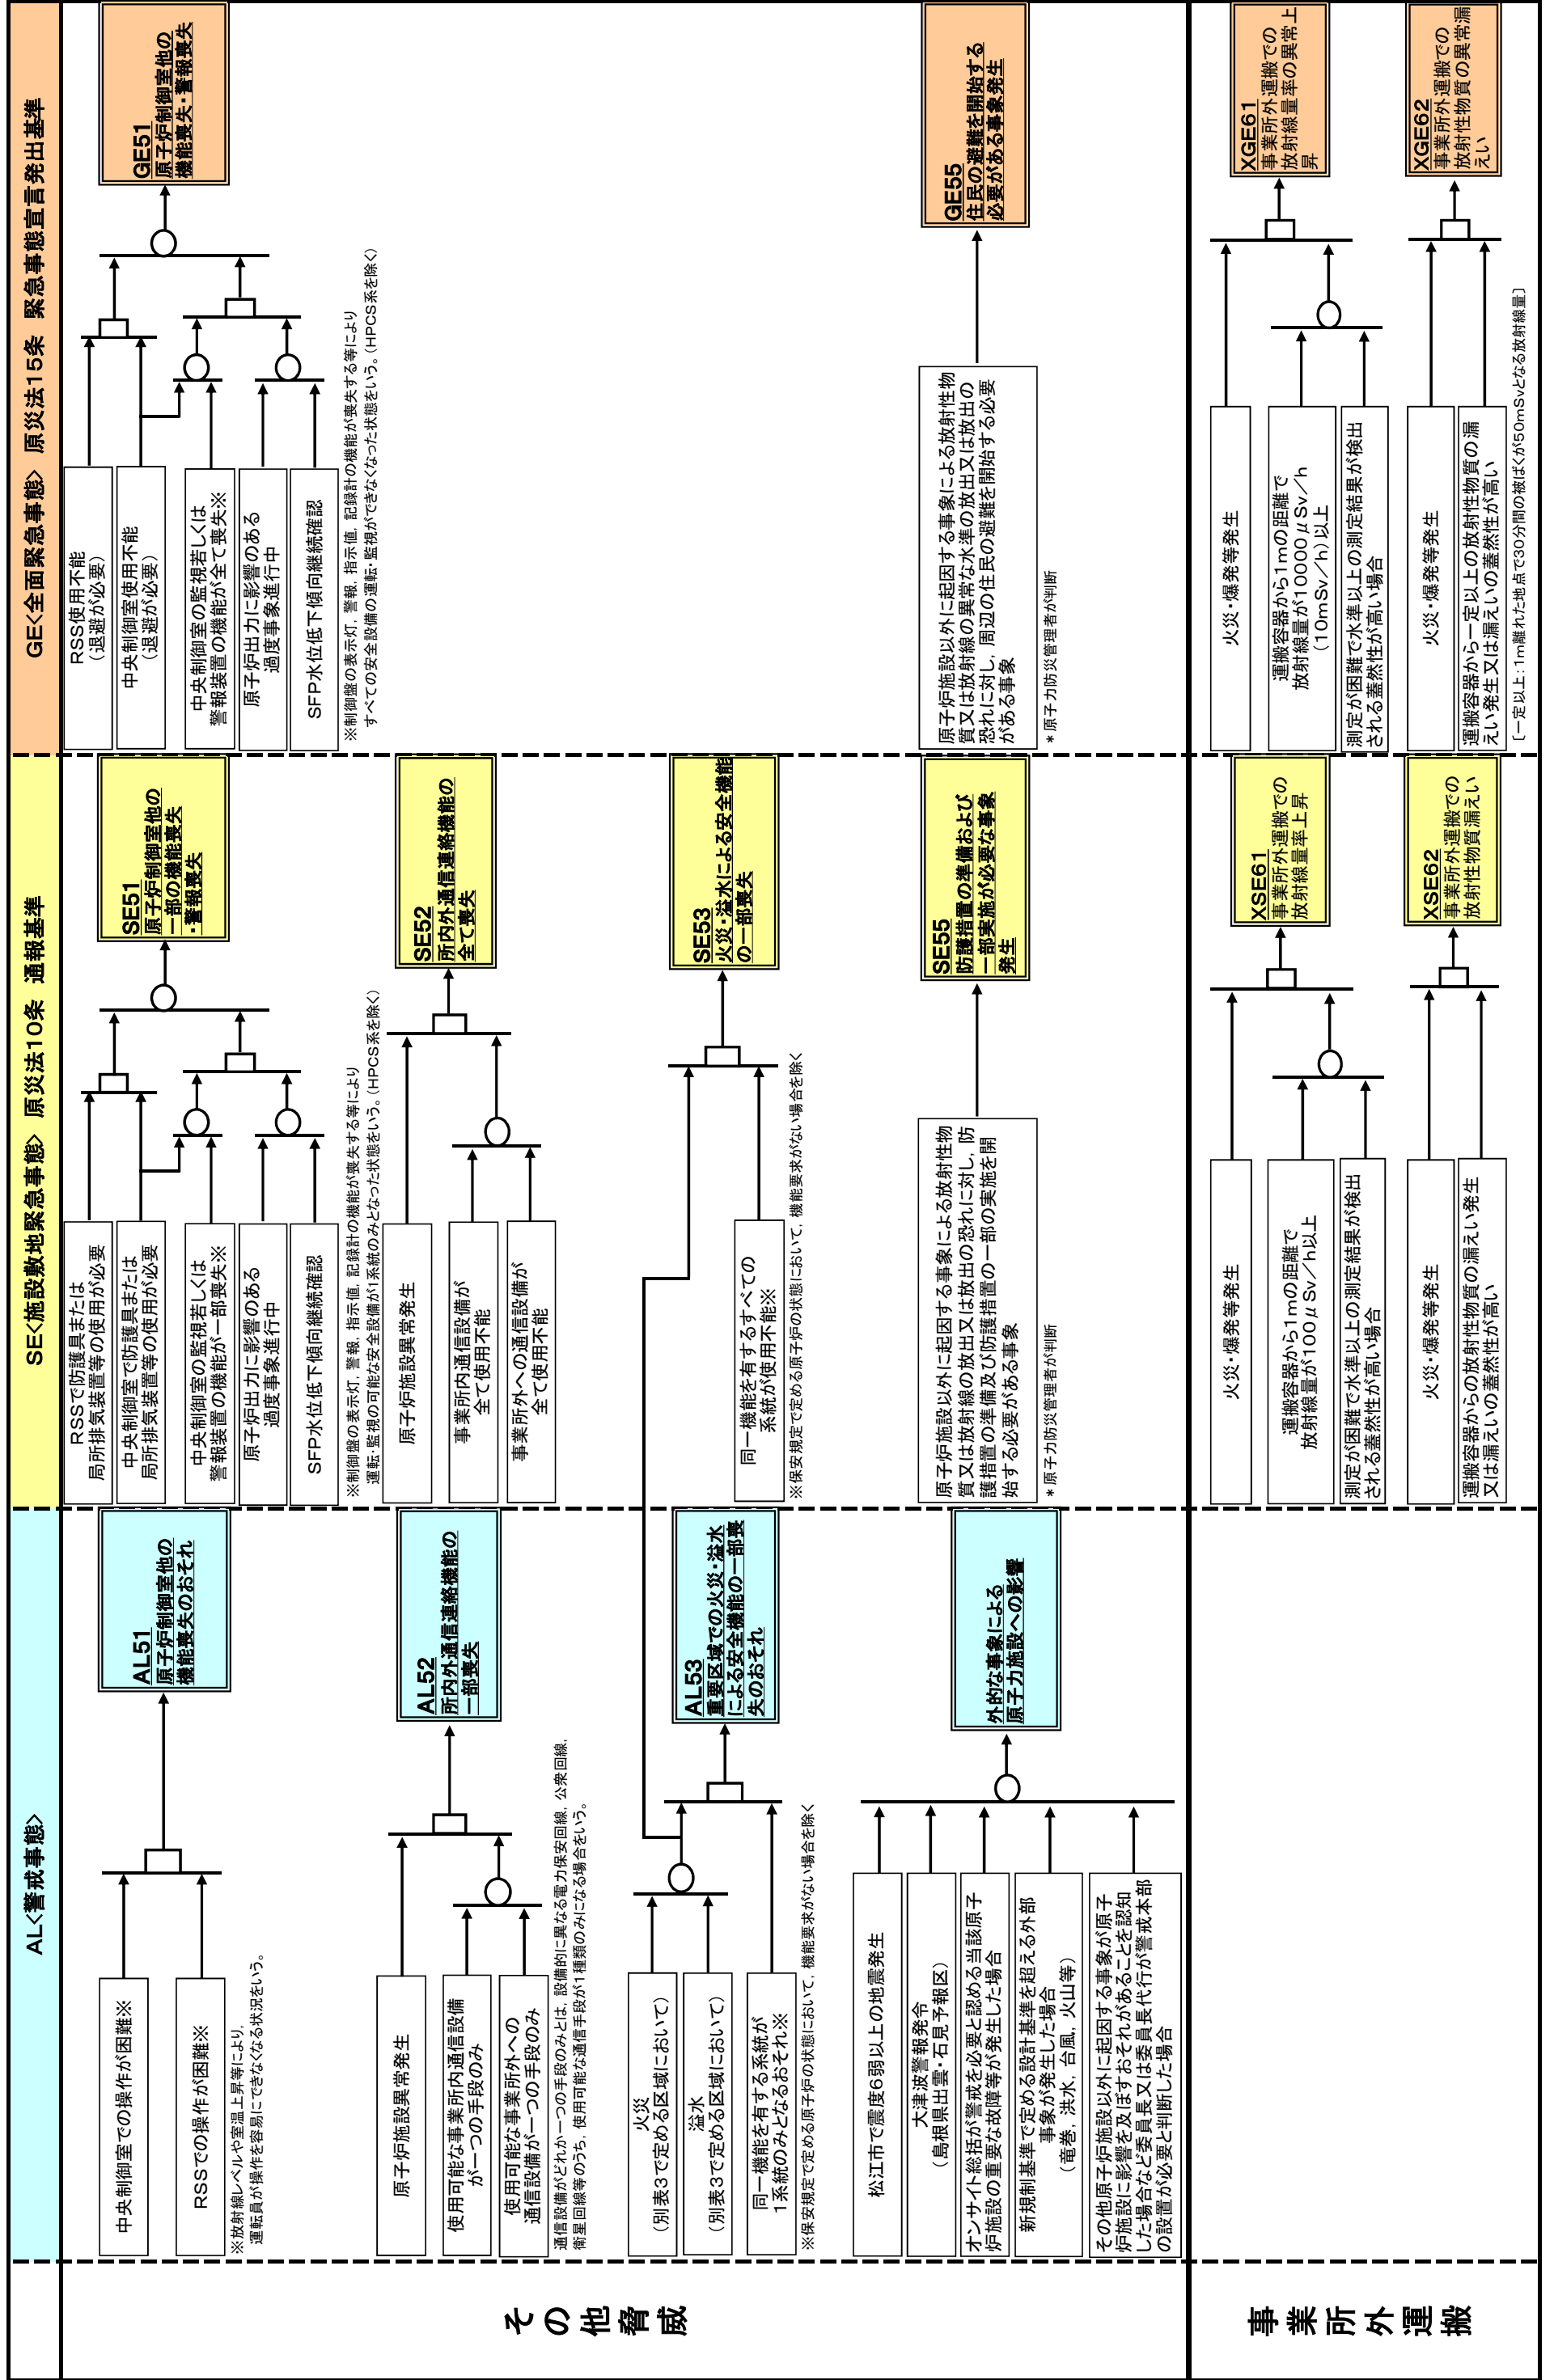 AL<警戒事態>
SE<施設敷地緊急事態> 原災法10条 通報基準
GE<全面緊急事態> 原災法15条 緊急事態宣言発出基準
その他脅威
中央制御室での操作が困難※
RSSでの操作が困難※
※放射線レベルや室温上昇等により,
運転員が操作を容易にできなくなる状況をいう。
AL51
原子炉制御室他の
機能喪失のおそれ
RSSで防護具または
局所排気装置等の使用が必要
中央制御室で防護具または
局所排気装置等の使用が必要
中央制御室の監視若しくは
警報装置の機能が一部喪失※
原子炉出力に影響のある
過度事象進行中
SFP水位低下傾向継続確認
※制御盤の表示灯,警報,指示値,記録計の機能が喪失する等により
運転・監視の可能な安全設備が1系統のみとなった状態をいう。(HPCS系を除く)
SE51
原子炉制御室他の
一部の機能喪失
・警報喪失
RSS使用不能
(退避が必要)
中央制御室使用不能
(退避が必要)
中央制御室の監視若しくは
警報装置の機能が全て喪失※
原子炉出力に影響のある
過度事象進行中
SFP水位低下傾向継続確認
※制御盤の表示灯,警報,指示値,記録計の機能が喪失する等により
すべての安全設備の運転・監視ができなくなった状態をいう。(HPCS系を除く)
GE51
原子炉制御室他の
機能喪失・警報喪失
原子炉施設異常発生
使用可能な事業所内通信設備
が一つの手段のみ
使用可能な事業所外への
通信設備が一つの手段のみ
通信設備がどれか一つの手段のみとは,設備的に異なる電力保安回線,公衆回線,
衛星回線等のうち,使用可能な通信手段が1種類のみになる場合をいう。
AL52
所内外通信連絡機能の
一部喪失
原子炉施設異常発生
事業所内通信設備が
全て使用不能
事業所外への通信設備が
全て使用不能
SE52
所内外通信連絡機能の
全て喪失
火災
(別表3で定める区域において)
溢水
(別表3で定める区域において)
同一機能を有する系統が
1系統のみとなるおそれ※
※保安規定で定める原子炉の状態において,機能要求がない場合を除く
AL53
重要区域での火災・溢水
による安全機能の一部喪
失のおそれ
同一機能を有するすべての
系統が使用不能※
※保安規定で定める原子炉の状態において,機能要求がない場合を除く
SE53
火災・溢水による安全機能
の一部喪失
松江市で震度6弱以上の地震発生
大津波警報発令
(島根県出雲・石見予報区)
オンサイト総括が警戒を必要と認める当該原子
炉施設の重要な故障等が発生した場合
新規制基準で定める設計基準を超える外部
事象が発生した場合
(竜巻,洪水,台風,火山等)
その他原子炉施設以外に起因する事象が原子
炉施設に影響を及ぼすおそれがあることを認知
した場合など委員長又は委員長代行が警戒本部
の設置が必要と判断した場合
外的な事象による
原子力施設への影響
原子炉施設以外に起因する事象による放射性物
質又は放射線の放出又は放出の恐れに対し,防
護措置の準備及び防護措置の一部の実施を開
始する必要がある事象
*原子力防災管理者が判断
SE55
防護措置の準備および
一部実施が必要な事象
発生
原子炉施設以外に起因する事象による放射性物
質又は放射線の異常な水準の放出又は放出の
恐れに対し,周辺の住民の避難を開始する必要
がある事象
*原子力防災管理者が判断
GE55
住民の避難を開始する
必要がある事象発生
事業所外運搬
火災・爆発等発生
運搬容器から1mの距離で
放射線量が100μSv/h以上
測定が困難で水準以上の測定結果が検出
される蓋然性が高い場合
XSE61
事業所外運搬での
放射線量率上昇
火災・爆発等発生
運搬容器からの放射性物質の漏えい発生
又は漏えいの蓋然性が高い
XSE62
事業所外運搬での
放射性物質漏えい
火災・爆発等発生
運搬容器から1mの距離で
放射線量が10000μSv/h
(10mSv/h)以上
測定が困難で水準以上の測定結果が検出
される蓋然性が高い場合
XGE61
事業所外運搬での
放射線量率の異常上
昇
火災・爆発等発生
運搬容器から一定以上の放射性物質の漏
えい発生又は漏えいの蓋然性が高い
〔一定以上:1m離れた地点で30分間の被ばくが50mSvとなる放射線量〕
XGE62
事業所外運搬での
放射性物質の異常漏
えい